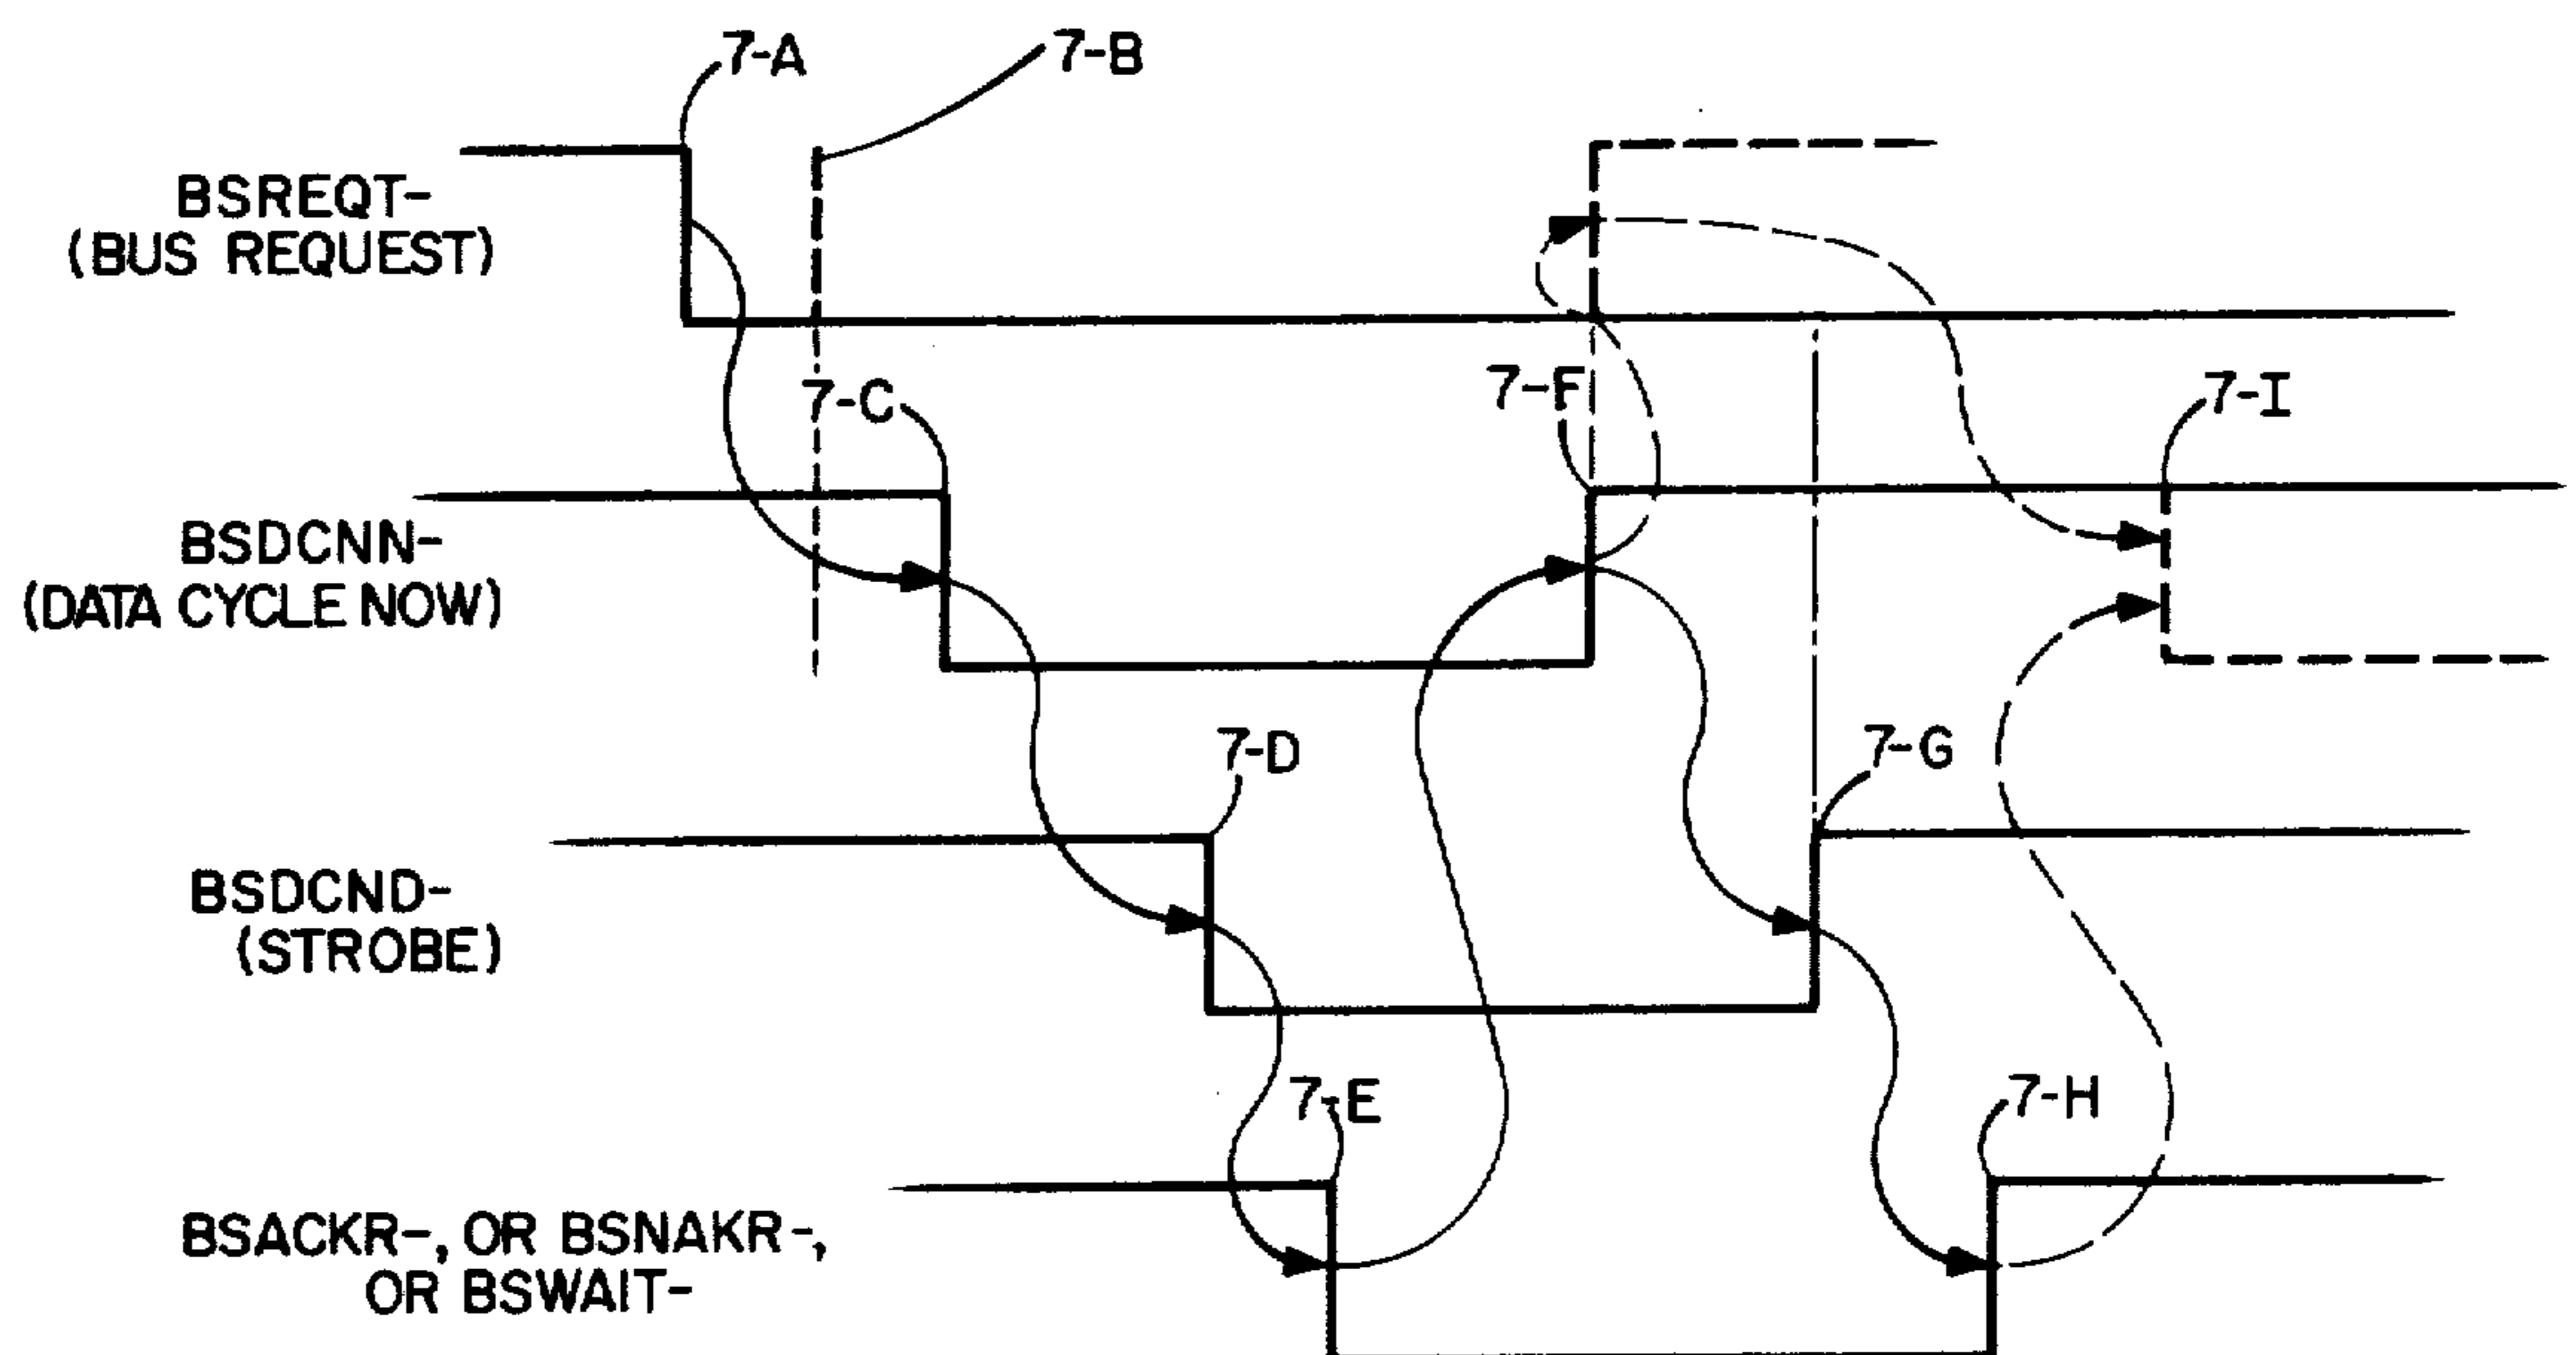 7-A
7-B
BSREQT-
(BUS REQUEST)
7-C
7-F
7-I
BSDCNN-
(DATA CYCLE NOW)
7-D
7-G
BSDCND-
(STROBE)
7-E
7-H
BSACKR-, OR BSNAKR-,
OR BSWAIT-